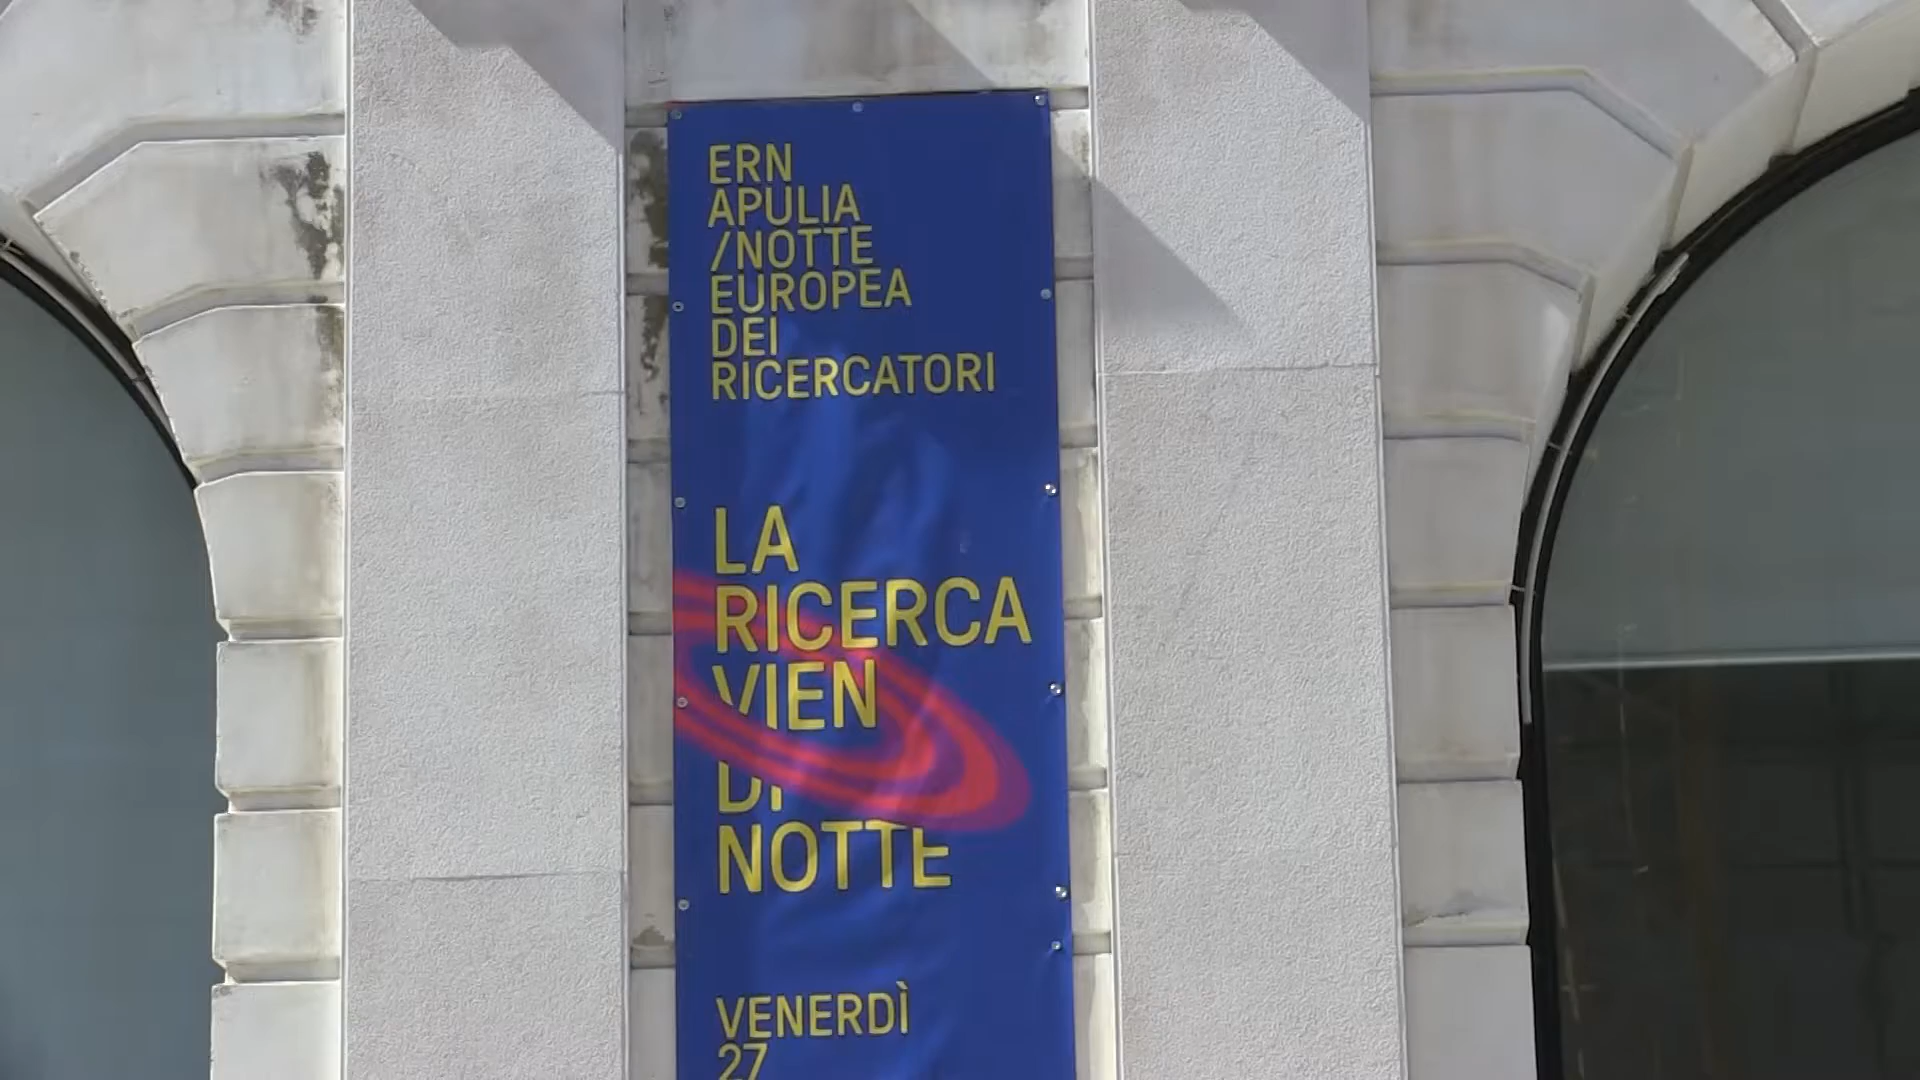 ERN
APULIA
/NOTTE
EUROPEA
DEI
RICERCATORI
LA
RICERCA
VIEN
DI
NOTTE
VENERDÌ
27